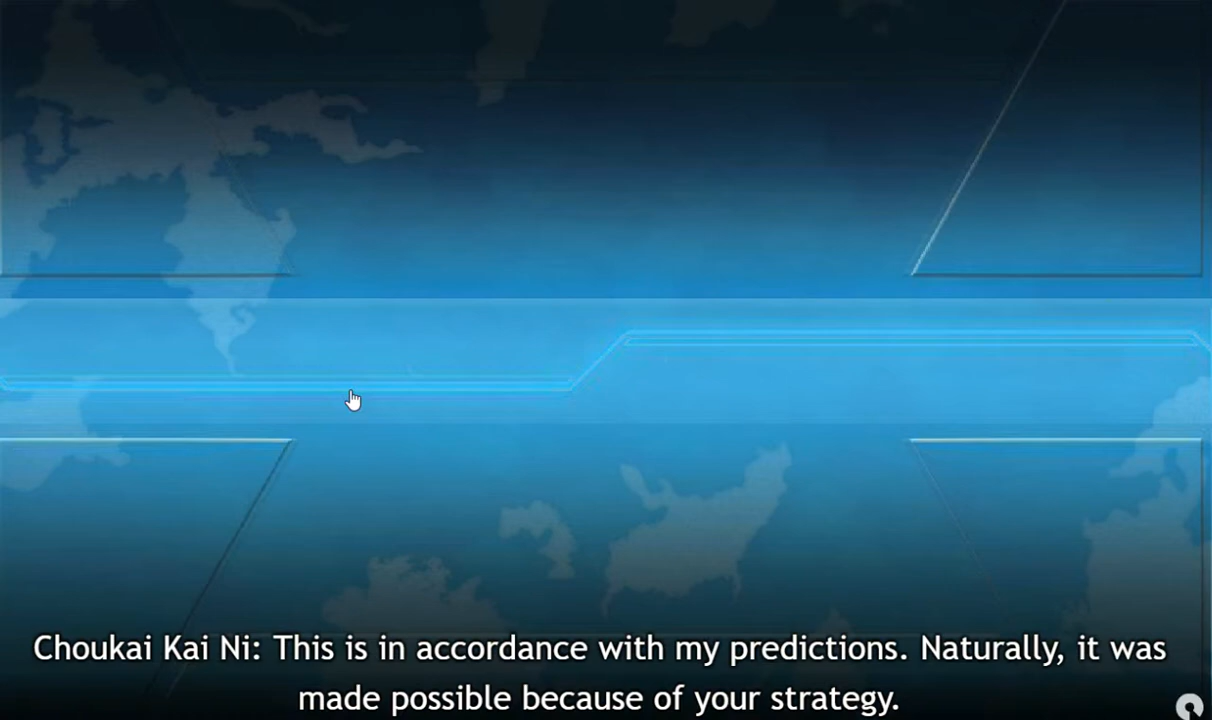 Choukai Kai Ni: This is in accordance with my predictions. Naturally, it was
made possible because of your strategy.